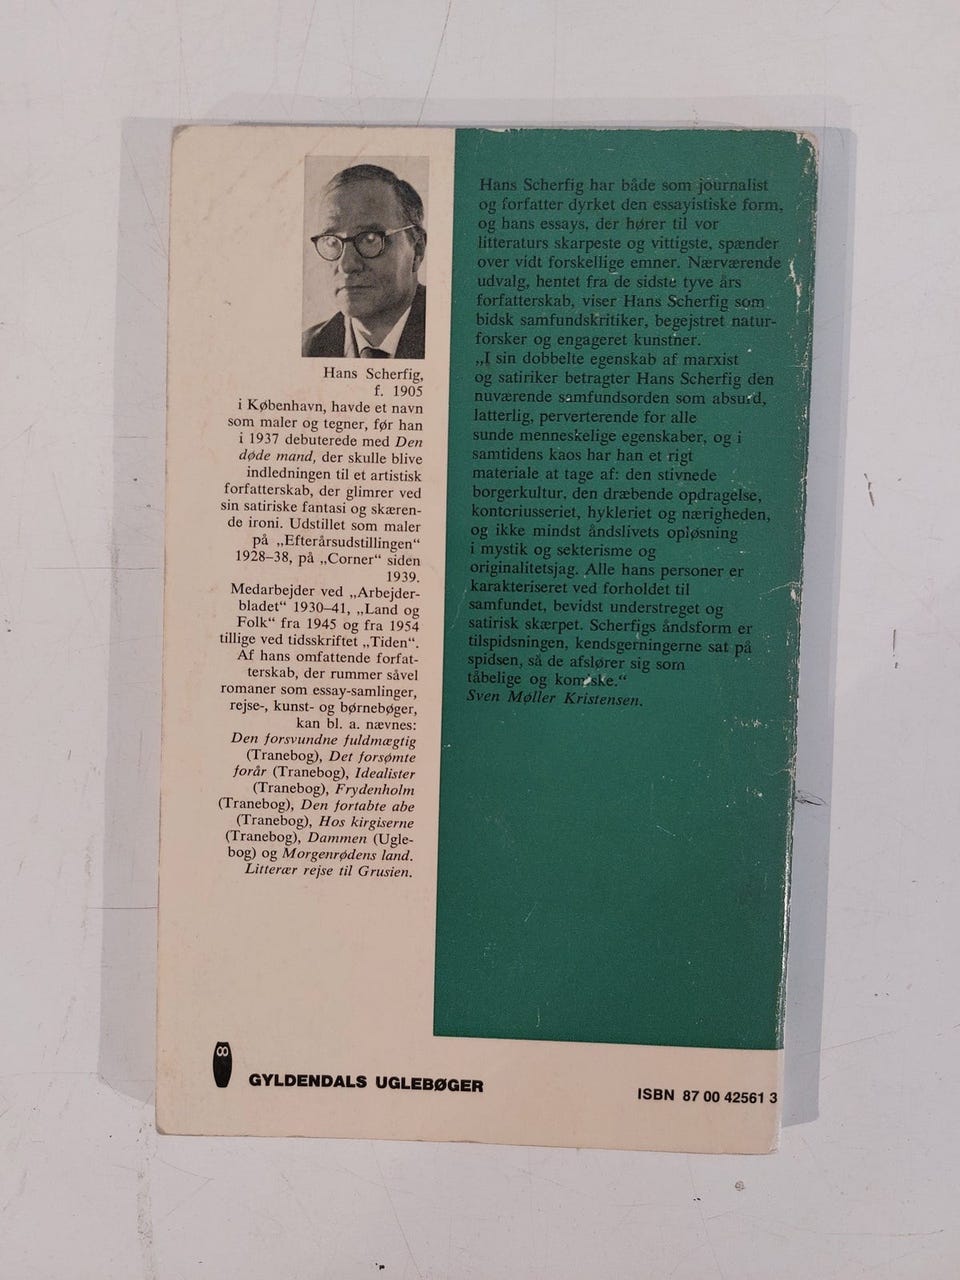 Hans Scherfig,
f. 1905
i København, havde et navn
som maler og tegner, før han
i 1937 debuterede med Den
døde mand, der skulle blive
indledningen til et artistisk
forfatterskab, der glimrer ved
sin satiriske fantasi og skæren-
de ironi. Udstillet som maler
på „Efterårsudstillingen“
1928–38, på „Corner“ siden
1939.
Medarbejder ved „Arbejder-
bladet“ 1930–41, „Land og
Folk“ fra 1945 og fra 1954
tillige ved tidsskriftet „Tiden“.
Af hans omfattende forfat-
terskab, der rummer såvel
romaner som essay-samlinger,
rejse-, kunst- og børnebøger,
kan bl. a. nævnes:
Den forsvundne fuldmægtig
(Tranebog), Det forsømte
forår (Tranebog), Idealister
(Tranebog), Frydenholm
(Tranebog), Den fortabte abe
(Tranebog), Hos kirgiserne
(Tranebog), Dammen (Ugle-
bog) og Morgenrødens land.
Litterær rejse til Grusien.
Hans Scherfig har både som journalist
og forfatter dyrket den essayistiske form,
og hans essays, der hører til vor
litteraturs skarpeste og vittigste, spænder
over vidt forskellige emner. Nærværende
udvalg, hentet fra de sidste tyve års
forfatterskab, viser Hans Scherfig som
bidsk samfundskritiker, begejstret natur-
forsker og engageret kunstner.
„I sin dobbelte egenskab af marxist
og satiriker betragter Hans Scherfig den
nuværende samfundsorden som absurd,
latterlig, perverterende for alle
sunde menneskelige egenskaber, og i
samtidens kaos har han et rigt
materiale at tage af: den stivnede
borgerkultur, den dræbende opdragelse,
kontoriusseriet, hykleriet og nærigheden,
og ikke mindst åndslivets opløsning
i mystik og sekterisme og
originalitetsjag. Alle hans personer er
karakteriseret ved forholdet til
samfundet, bevidst understreget og
satirisk skærpet. Scherfigs åndsform er
tilspidsningen, kendsgerningerne sat på
spidsen, så de afslører sig som
tåbelige og komiske.“
Sven Møller Kristensen.
GYLDENDALS UGLEBØGER
ISBN 87 00 42561 3